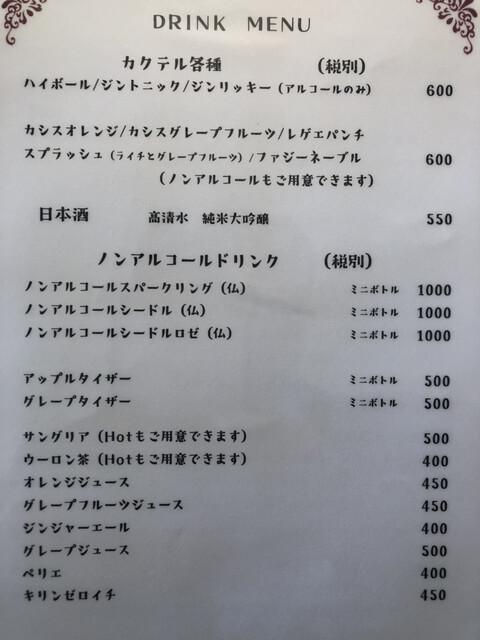 DRINK MENU
カクテル各種 (税別)
ハイボール/ジントニック/ジンリッキー (アルコールのみ) 600
カシスオレンジ/カシスグレープフルーツ/レゲエパンチ
スプラッシュ (ライチとグレープフルーツ) /ファジーネーブル 600
(ノンアルコールもご用意できます)
日本酒 高清水 純米大吟醸 550
ノンアルコールドリンク (税別)
ノンアルコールスパークリング (仏) ミニボトル 1000
ノンアルコールシードル (仏) ミニボトル 1000
ノンアルコールシードルロゼ (仏) ミニボトル 1000
アップルタイザー ミニボトル 500
グレープタイザー ミニボトル 500
サングリア (Hotもご用意できます) 500
ウーロン茶 (Hotもご用意できます) 400
オレンジジュース 450
グレープフルーツジュース 450
ジンジャーエール 400
グレープジュース 500
ペリエ 400
キリンゼロイチ 450